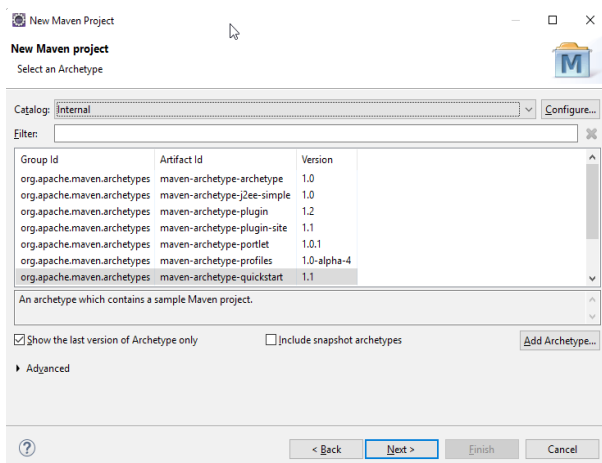 New Maven Project
New Maven project
Select an Archetype
M
Catalog: Internal Configure...
Filter:
Group Id Artifact Id Version
org.apache.maven.archetypes maven-archetype-archetype 1.0
org.apache.maven.archetypes maven-archetype-j2ee-simple 1.0
org.apache.maven.archetypes maven-archetype-plugin 1.2
org.apache.maven.archetypes maven-archetype-plugin-site 1.1
org.apache.maven.archetypes maven-archetype-portlet 1.0.1
org.apache.maven.archetypes maven-archetype-profiles 1.0-alpha-4
org.apache.maven.archetypes maven-archetype-quickstart 1.1
An archetype which contains a sample Maven project.
Show the last version of Archetype only Include snapshot archetypes Add Archetype...
Advanced
? < Back Next > Finish Cancel